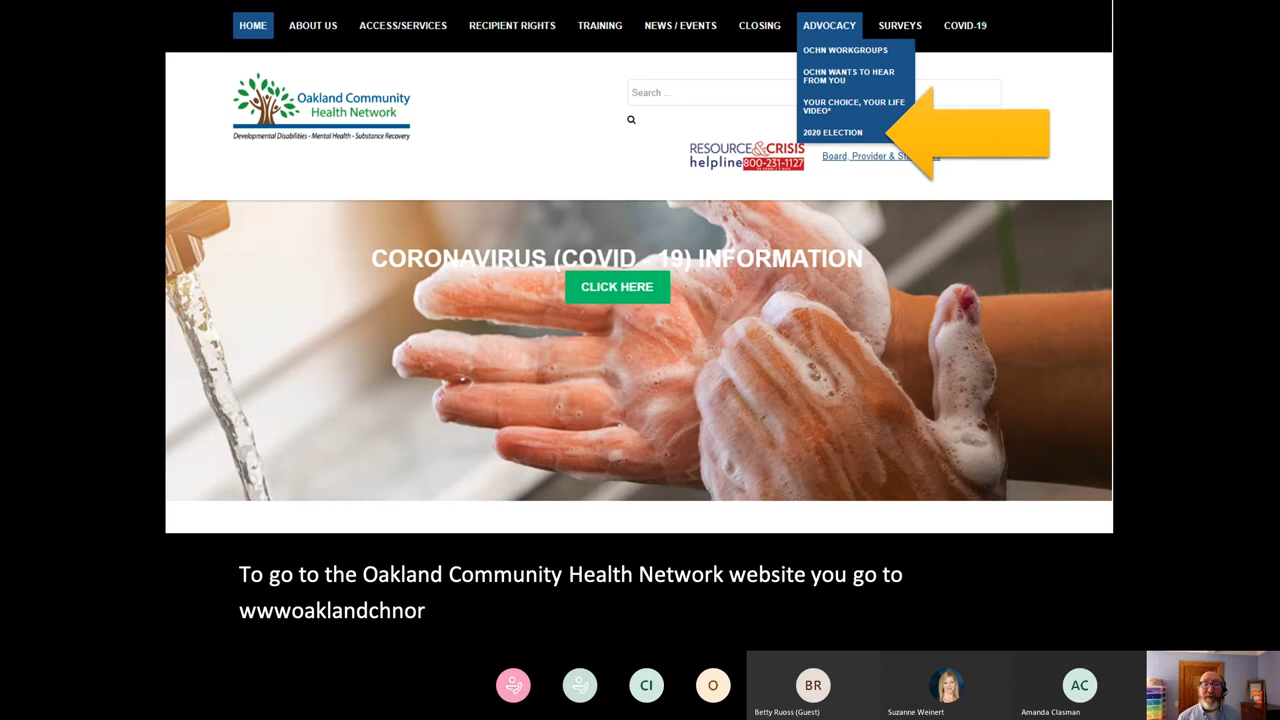 HOME ABOUT US ACCESS/SERVICES RECIPIENT RIGHTS TRAINING NEWS / EVENTS CLOSING ADVOCACY SURVEYS COVID-19
OCHN WORKGROUPS
OCHN WANTS TO HEAR
FROM YOU
YOUR CHOICE, YOUR LIFE
VIDEO*
2020 ELECTION
Oakland Community
Health Network
Developmental Disabilities - Mental Health - Substance Recovery
Search ...
RESOURCE&CRISIS
helpline 800-231-1127
Board, Provider &
CORONAVIRUS (COVID - 19) INFORMATION
CLICK HERE
To go to the Oakland Community Health Network website you go to
wwwoaklandchnor
CI O BR AC
Betty Ruoss (Guest) Suzanne Weinert Amanda Clasman